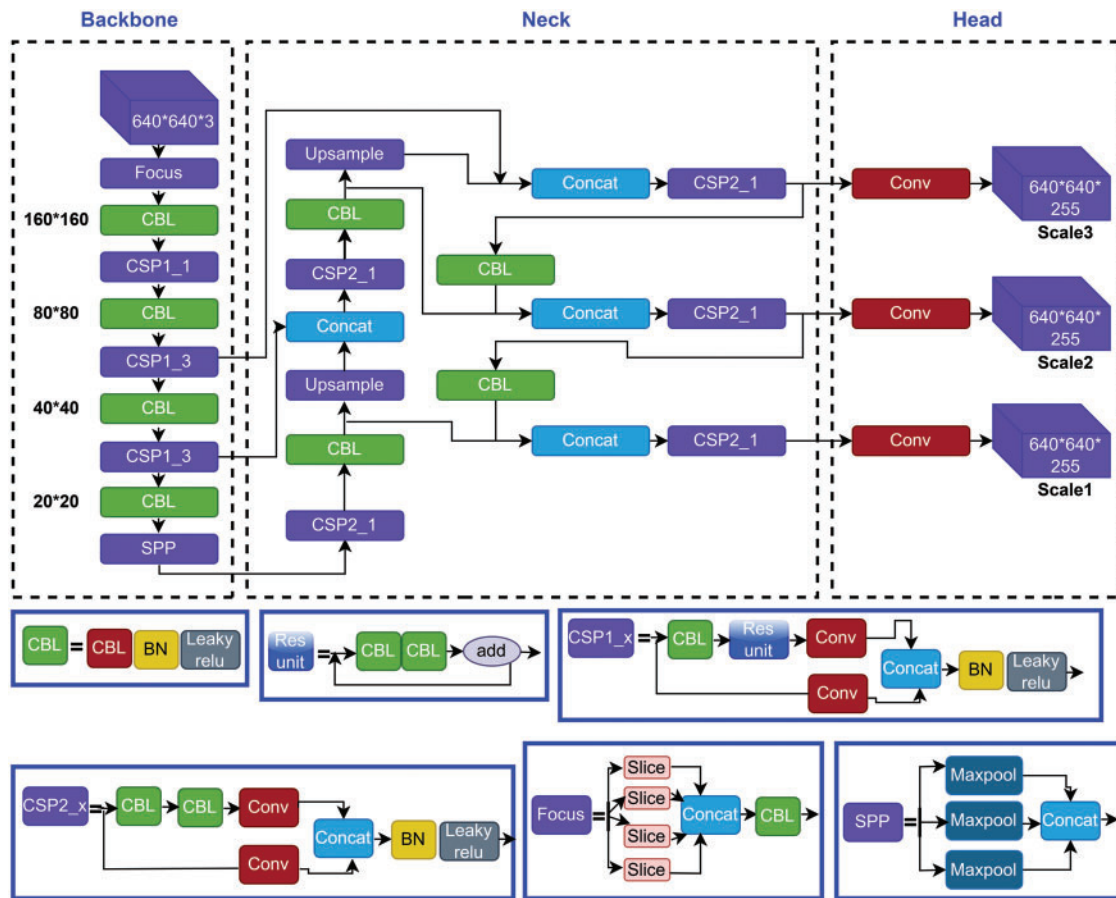 Backbone
Neck
Head
640*640*3
Focus
160*160
CBL
CSP1_1
80*80
CBL
CSP1_3
40*40
CBL
CSP1_3
20*20
CBL
SPP
Upsample
CBL
CSP2_1
Concat
Upsample
CBL
CSP2_1
Concat
CSP2_1
CBL
Concat
CSP2_1
CBL
Concat
CSP2_1
Conv
640*640*
255
Scale3
Conv
640*640*
255
Scale2
Conv
640*640*
255
Scale1
CBL = CBL BN Leaky
relu
Res
unit
=
CBL CBL add
CSP1_x = CBL Res
unit
Conv
Conv
Concat
BN
Leaky
relu
CSP2_x = CBL CBL Conv
Conv
Concat
BN
Leaky
relu
Focus =
Slice
Slice
Slice
Slice
Concat
CBL
SPP =
Maxpool
Maxpool
Maxpool
Concat